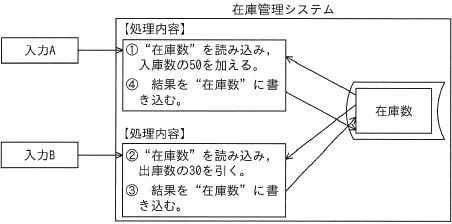 在庫管理システム
【処理内容】
入力A
① “在庫数” を読み込み，
入庫数の50を加える。
④ 結果を “在庫数” に書
き込む。
在庫数
【処理内容】
入力B
② “在庫数” を読み込み，
出庫数の30を引く。
③ 結果を “在庫数” に書
き込む。